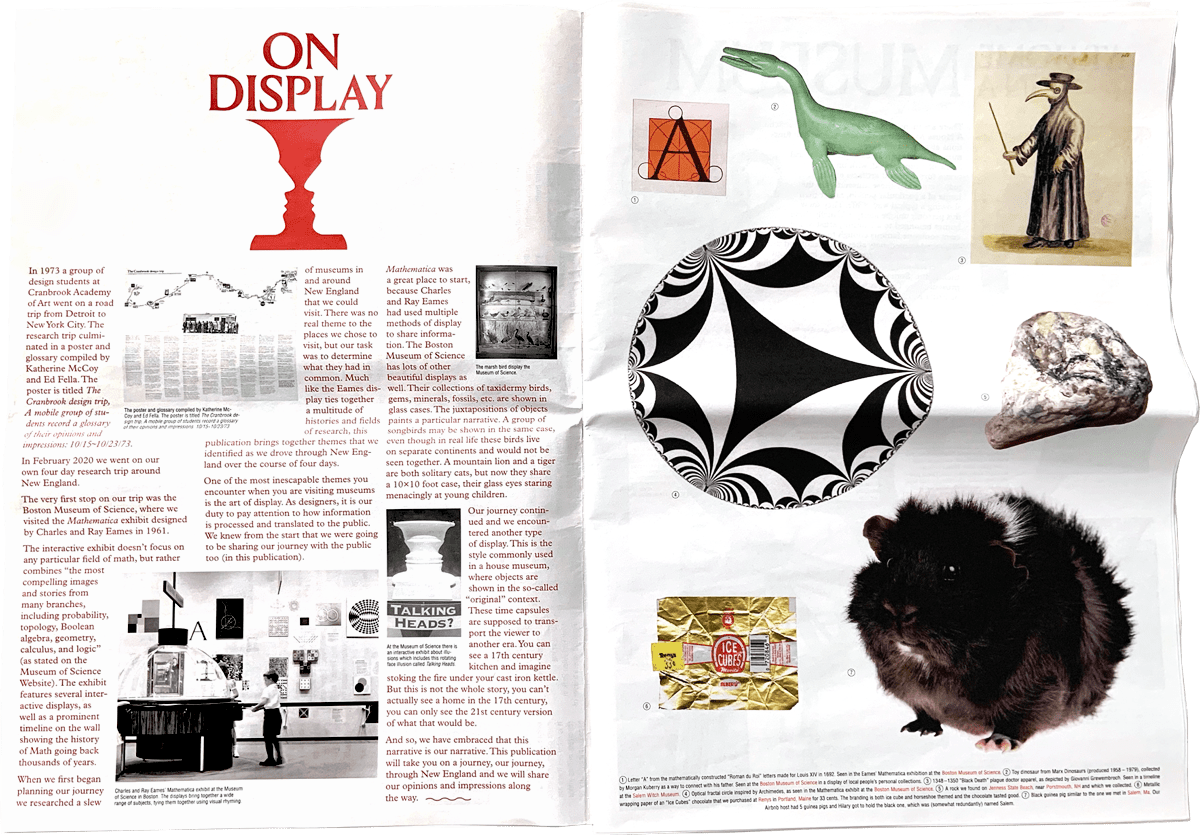 ON
DISPLAY
In 1973 a group of
design students at
Cranbrook Academy
of Art went on a road
trip from Detroit to
New York City. The
research trip culmi-
nated in a poster and
glossary compiled by
Katherine McCoy
and Ed Fella. The
poster is titled The
Cranbrook design trip,
A mobile group of stu-
dents record a glossary
of their opinions and
impressions: 10/15–10/23/73.
In February 2020 we went on our
own four day research trip around
New England.
The very first stop on our trip was the
Boston Museum of Science, where we
visited the Mathematica exhibit designed
by Charles and Ray Eames in 1961.
The interactive exhibit doesn't focus on
any particular field of math, but rather
combines "the most
compelling images
and stories from
many branches,
including probability,
topology, Boolean
algebra, geometry,
calculus, and logic"
(as stated on the
Museum of Science
Website). The exhibit
features several inter-
active displays, as
well as a prominent
timeline on the wall
showing the history
of Math going back
thousands of years.
When we first began
planning our journey
we researched a slew
The Cranbrook design trip
The poster and glossary compiled by Katherine Mc-
Coy and Ed Fella. The poster is titled The Cranbrook de-
sign trip: A mobile group of students record a glossary
of their opinions and impressions: 10/15- 10/23/73
of museums in
and around
New England
that we could
visit. There was no
real theme to the
places we chose to
visit, but our task
was to determine
what they had in
common. Much
like the Eames dis-
play ties together
a multitude of
histories and fields
of research, this
publication brings together themes that we
identified as we drove through New Eng-
land over the course of four days.
One of the most inescapable themes you
encounter when you are visiting museums
is the art of display. As designers, it is our
duty to pay attention to how information
is processed and translated to the public.
We knew from the start that we were going
to be sharing our journey with the public
too (in this publication).
A
Charles and Ray Eames' Mathematica exhibit at the Museum
of Science in Boston. The displays bring together a wide
range of subjects, tying them together using visual rhyming
Mathematica was
a great place to start,
because Charles
and Ray Eames
had used multiple
methods of display
to share informa-
tion. The Boston
Museum of Science
has lots of other
beautiful displays as
well. Their collections of taxidermy birds,
gems, minerals, fossils, etc. are shown in
glass cases. The juxtapositions of objects
paints a particular narrative. A group of
songbirds may be shown in the same case,
even though in real life these birds live
on separate continents and would not be
seen together. A mountain lion and a tiger
are both solitary cats, but now they share
a 10×10 foot case, their glass eyes staring
menacingly at young children.
The marsh bird display the
Museum of Science.
TALKING
HEADS?
At the Museum of Science there is
an interactive exhibit about illu-
sions which includes this rotating
face illusion called Talking Heads.
Our journey contin-
ued and we encoun-
tered another type
of display. This is the
style commonly used
in a house museum,
where objects are
shown in the so-called
"original" context.
These time capsules
are supposed to trans-
port the viewer to
another era. You can
see a 17th century
kitchen and imagine
stoking the fire under your cast iron kettle.
But this is not the whole story, you can't
actually see a home in the 17th century,
you can only see the 21st century version
of what that would be.
And so, we have embraced that this
narrative is our narrative. This publication
will take you on a journey, our journey,
through New England and we will share
our opinions and impressions along
the way.
A
①
②
③
④
⑤
ICE
CUBES
⑥
⑦
① Letter "A" from the mathematically constructed "Roman du Roi" letters made for Louis XIV in 1692. Seen in the Eames' Mathematica exhibition at the Boston Museum of Science. ② Toy dinosaur from Marx Dinosaurs (produced 1958 – 1979), collected
by Morgan Kuberry as a way to connect with his father. Seen at the Boston Museum of Science in a display of local people's personal collections. ③ 1348 –1350 "Black Death" plague doctor apparel, as depicted by Giovanni Grevembroch. Seen in a timeline
at the Salem Witch Museum. ④ Optical fractal circle inspired by Archimedes, as seen in the Mathematica exhibit at the Boston Museum of Science. ⑤ A rock we found on Jenness State Beach, near Portsmouth, NH and which we collected. ⑥ Metallic
wrapping paper of an "Ice Cubes" chocolate that we purchased at Renys in Portland, Maine for 33 cents. The branding is both ice cube and horseshoe themed and the chocolate tasted good. ⑦ Black guinea pig similar to the one we met in Salem, Ma. Our
Airbnb host had 5 guinea pigs and Hilary got to hold the black one, which was (somewhat redundantly) named Salem.